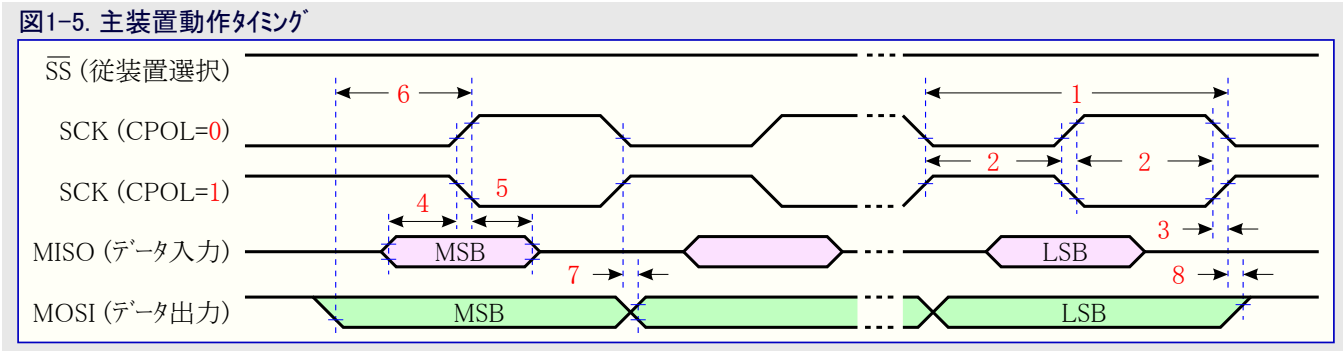 図1-5. 主装置動作ﾀｲﾐﾝｸﾞ
SS (従装置選択)
6
1
SCK (CPOL=0)
2
2
SCK (CPOL=1)
5
4
3
MISO (ﾃﾞｰﾀ入力)
MSB
LSB
7
8
MOSI (ﾃﾞｰﾀ出力)
MSB
LSB